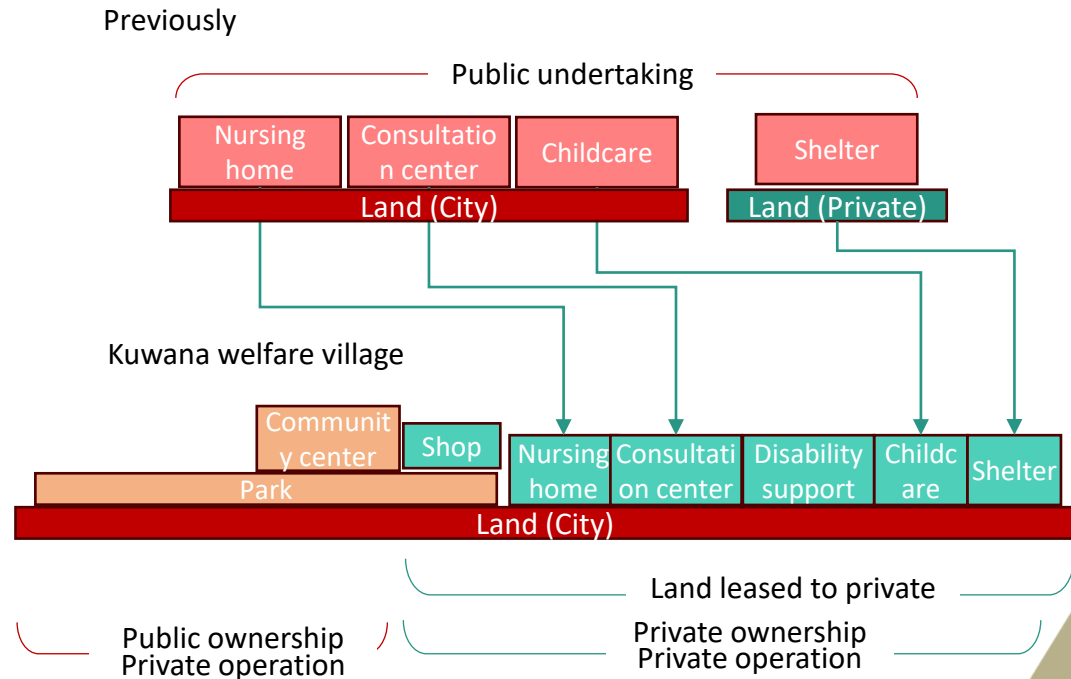 Previously
Public undertaking
Nursing
home
Consultatio
n center
Childcare
Shelter
Land (City)
Land (Private)
Kuwana welfare village
Communit
y center
Shop
Nursing
home
Consultati
on center
Disability
support
Childc
are
Shelter
Park
Land (City)
Land leased to private
Public ownership
Private operation
Private ownership
Private operation